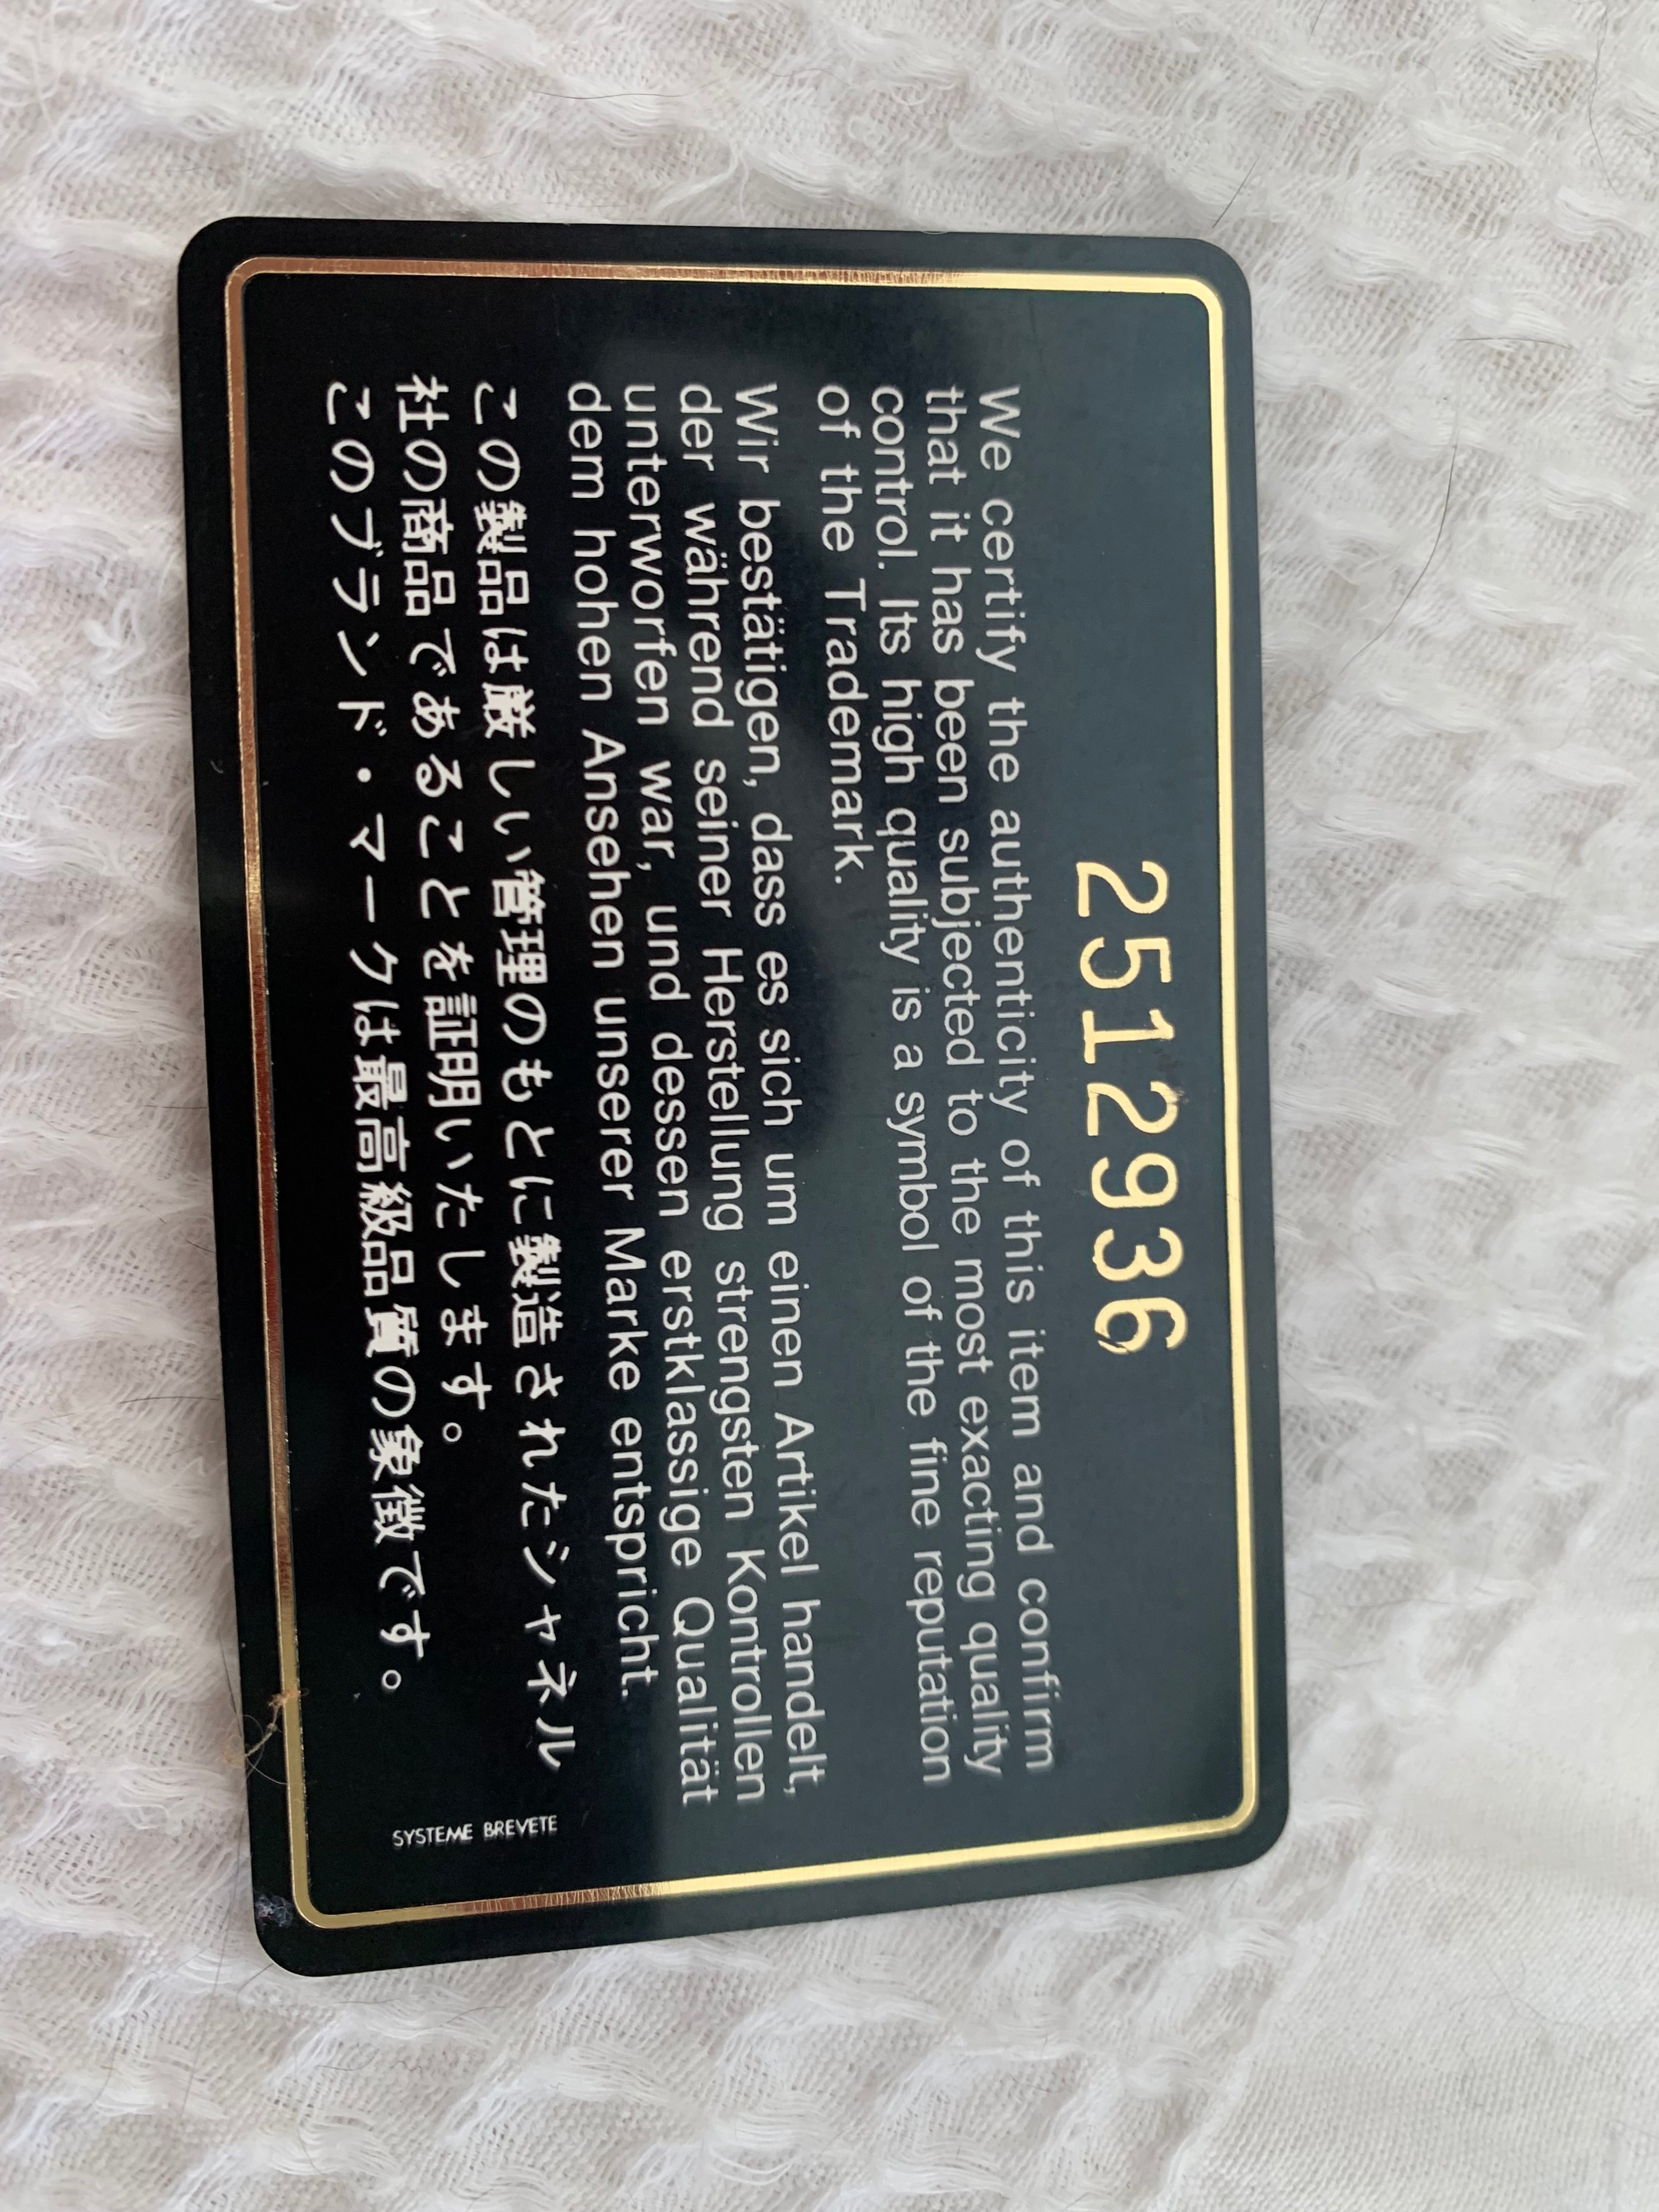 2512936
We certify the authenticity of this item and confirm
that it has been subjected to the most exacting quality
control. Its high quality is a symbol of the fine reputation
of the Trademark.
Wir bestätigen, dass es sich um einen Artikel handelt,
der während seiner Herstellung strengsten Kontrollen
unterworfen war, und dessen erstklassige Qualität
dem hohen Ansehen unserer Marke entspricht.
この製品は厳しい管理のもとに製造されたシャネル
社の商品であることを証明いたします。
このブランド・マークは最高級品質の象徴です。
SYSTEME BREVETE